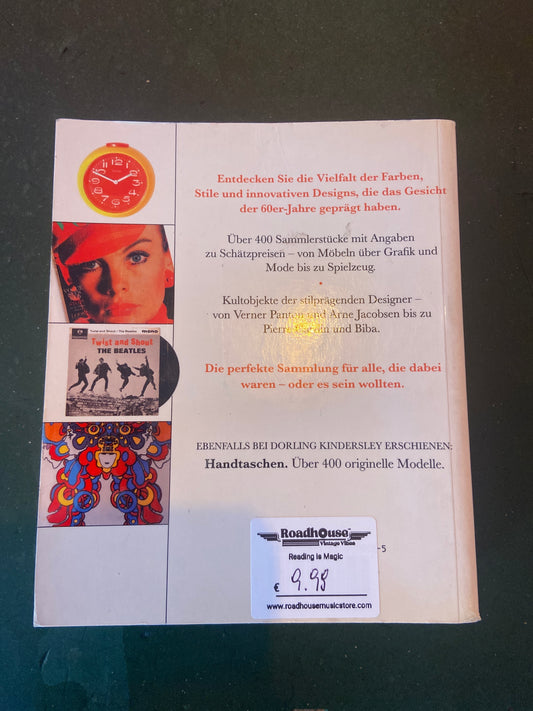 Entdecken Sie die Vielfalt der Farben,
Stile und innovativen Designs, die das Gesicht
der 60er-Jahre geprägt haben.
Über 400 Sammlerstücke mit Angaben
zu Schätzpreisen – von Möbeln über Grafik und
Mode bis zu Spielzeug.
Kultobjekte der stilprägenden Designer –
von Verner Panton und Arne Jacobsen bis zu
Pierre Cardin und Biba.
Die perfekte Sammlung für alle, die dabei
waren – oder es sein wollten.
Twist and Shout
THE BEATLES
mono
EBENFALLS BEI DORLING KINDERSLEY ERSCHIENEN:
Handtaschen. Über 400 originelle Modelle.
-5
RoadhOuse
Vintage Vibes
Reading is Magic
€ 9.99
www.roadhousemusicstore.com